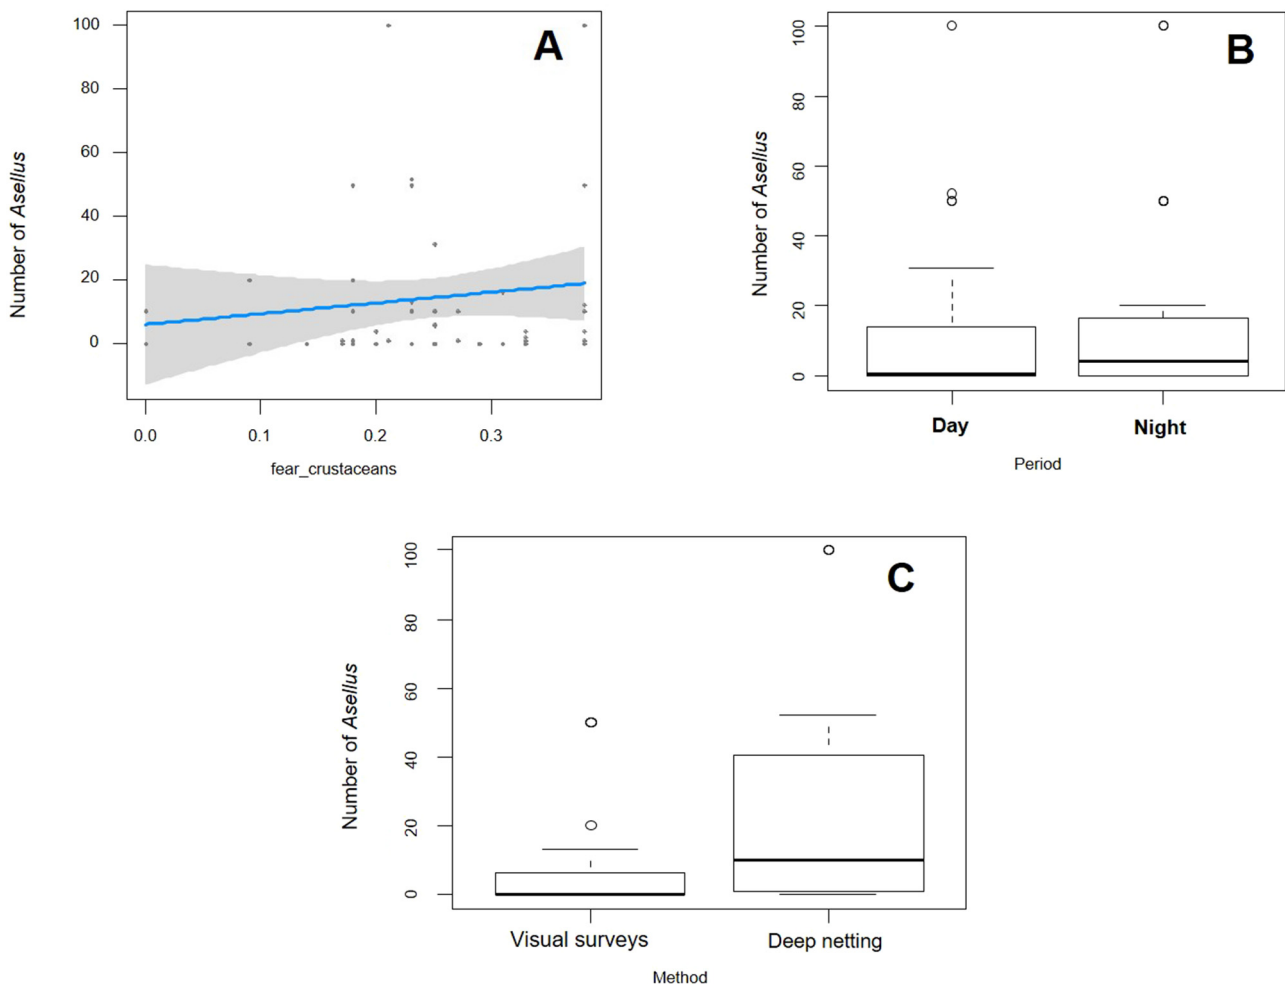 A
Number of Asellus
100
80
60
40
20
0
0.0 0.1 0.2 0.3
fear_crustaceans
B
Number of Asellus
100
80
60
40
20
0
Day Night
Period
C
Number of Asellus
100
80
60
40
20
0
Visual surveys Deep netting
Method